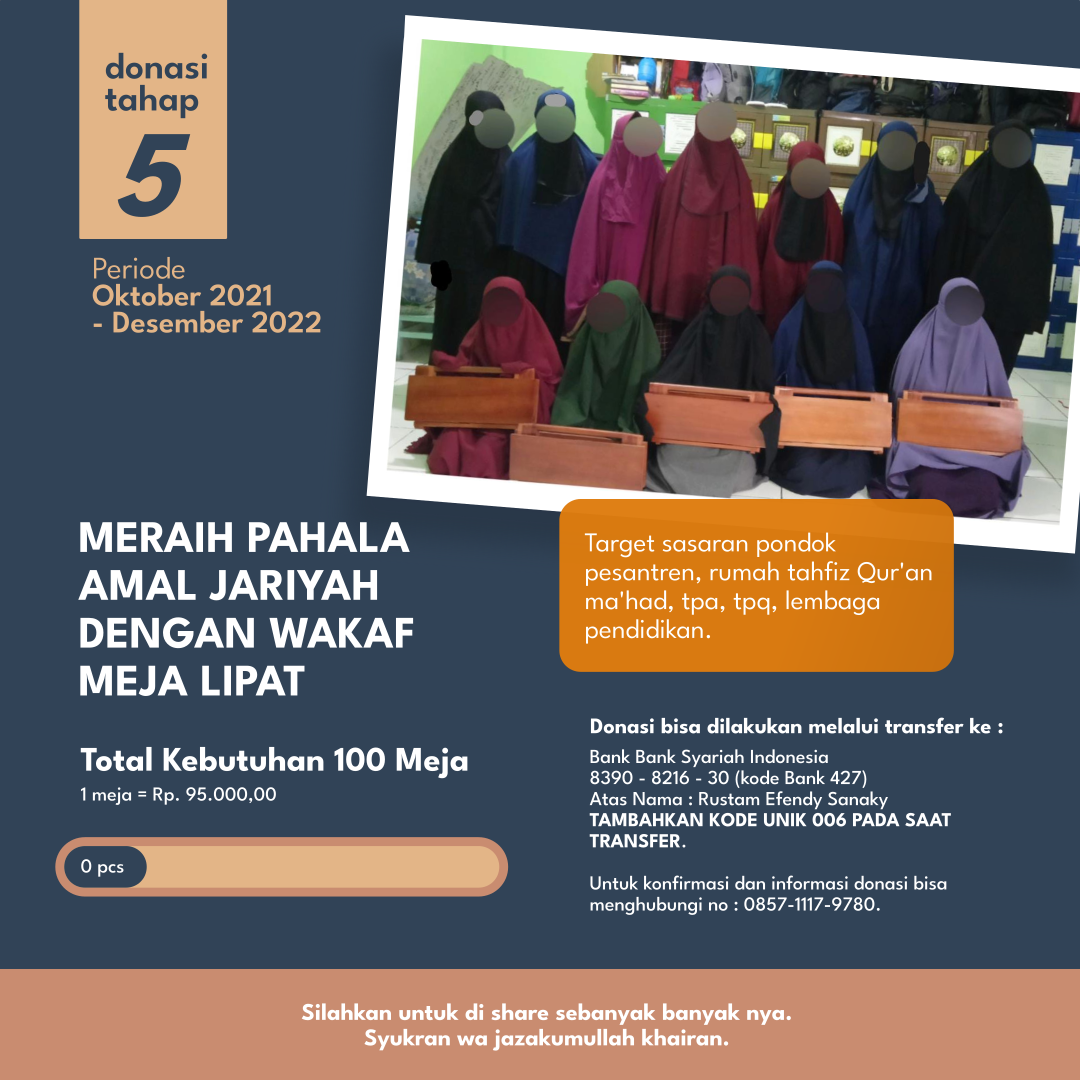 donasi
tahap
5
Periode
Oktober 2021
- Desember 2022
MERAIH PAHALA
AMAL JARIYAH
DENGAN WAKAF
MEJA LIPAT
Total Kebutuhan 100 Meja
1 meja = Rp. 95.000,00
0 pcs
Target sasaran pondok
pesantren, rumah tahfiz Qur'an
ma'had, tpa, tpq, lembaga
pendidikan.
Donasi bisa dilakukan melalui transfer ke :
Bank Bank Syariah Indonesia
8390 - 8216 - 30 (kode Bank 427)
Atas Nama : Rustam Efendy Sanaky
TAMBAHKAN KODE UNIK 006 PADA SAAT
TRANSFER.
Untuk konfirmasi dan informasi donasi bisa
menghubungi no : 0857-1117-9780.
Silahkan untuk di share sebanyak banyak nya.
Syukran wa jazakumullah khairan.